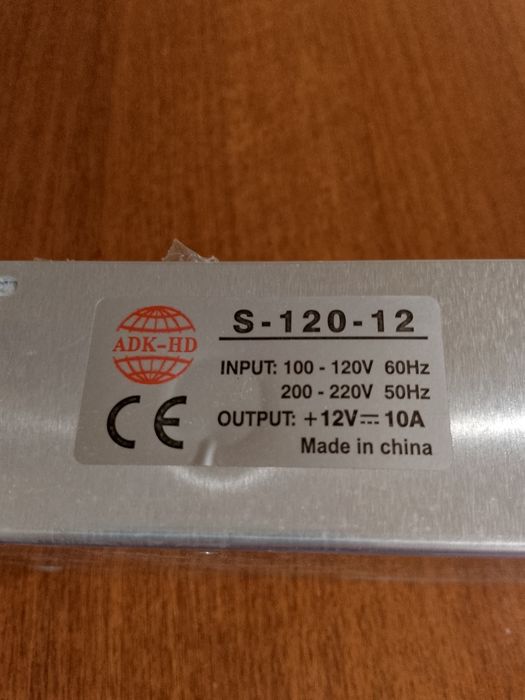 ADK-HD
S-120-12
INPUT: 100 - 120V 60Hz
200 - 220V 50Hz
CE
OUTPUT: +12V⎓10A
Made in china